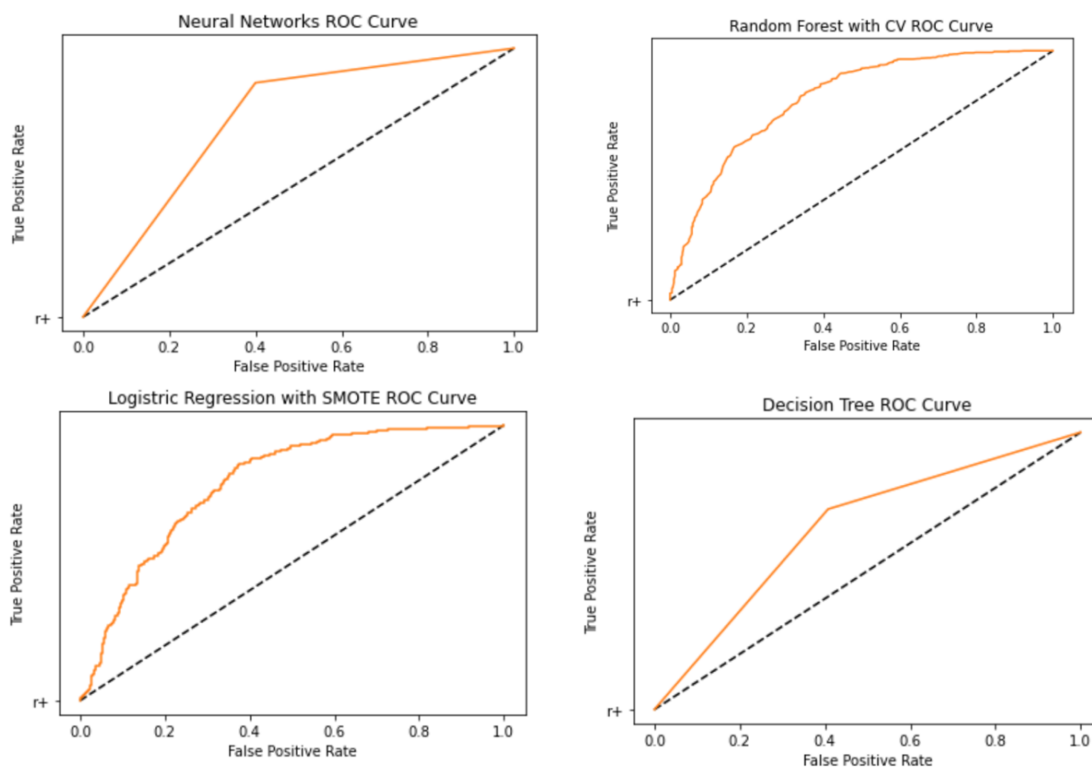 Neural Networks ROC Curve
True Positive Rate
r+
0.0 0.2 0.4 0.6 0.8 1.0
False Positive Rate
Random Forest with CV ROC Curve
True Positive Rate
r+
0.0 0.2 0.4 0.6 0.8 1.0
False Positive Rate
Logistric Regression with SMOTE ROC Curve
True Positive Rate
r+
0.0 0.2 0.4 0.6 0.8 1.0
False Positive Rate
Decision Tree ROC Curve
True Positive Rate
r+
0.0 0.2 0.4 0.6 0.8 1.0
False Positive Rate